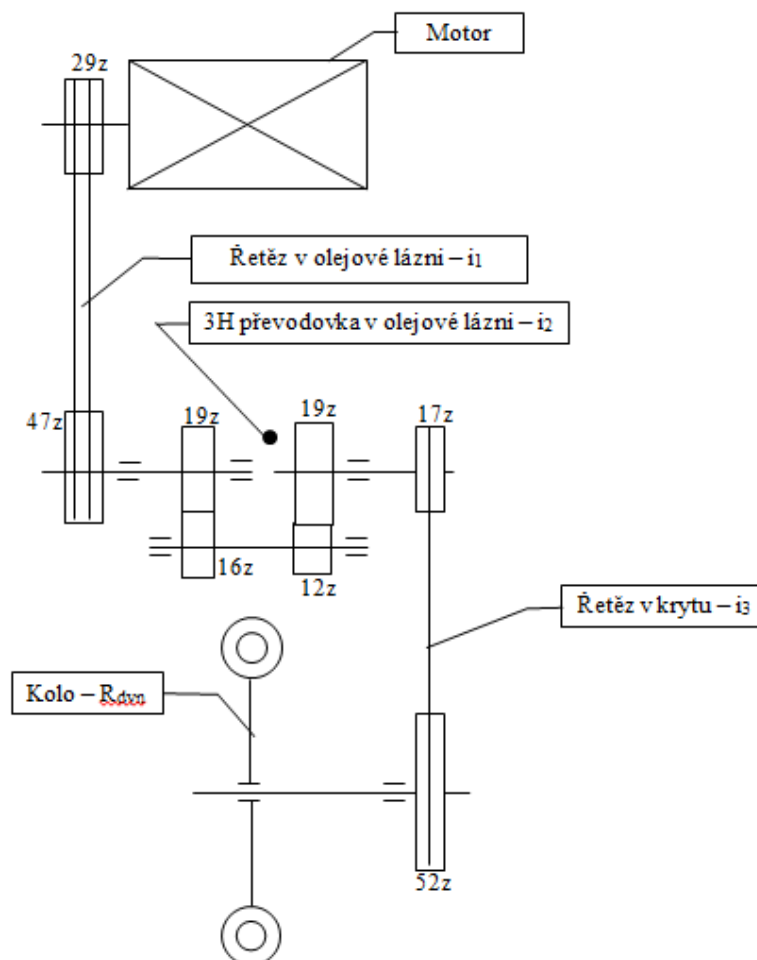 Motor
29z
Řetěz v olejové lázni – i₁
3H převodovka v olejové lázni – i₂
47z
19z
19z
17z
16z
12z
Řetěz v krytu – i₃
Kolo – Rdyn
52z